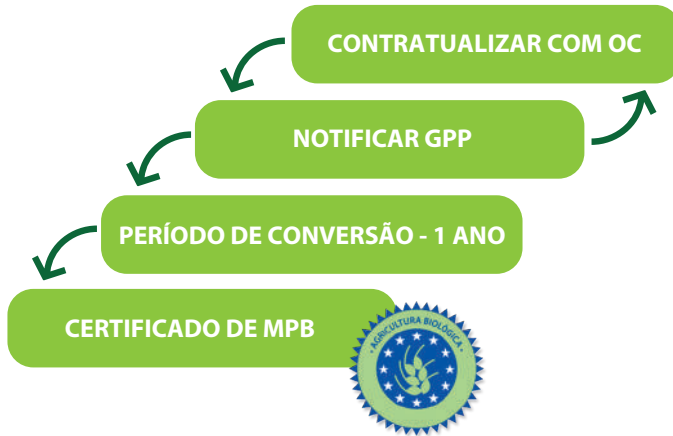 CONTRATUALIZAR COM OC
NOTIFICAR GPP
PERÍODO DE CONVERSÃO - 1 ANO
CERTIFICADO DE MPB
• AGRICULTURA BIOLÓGICA •